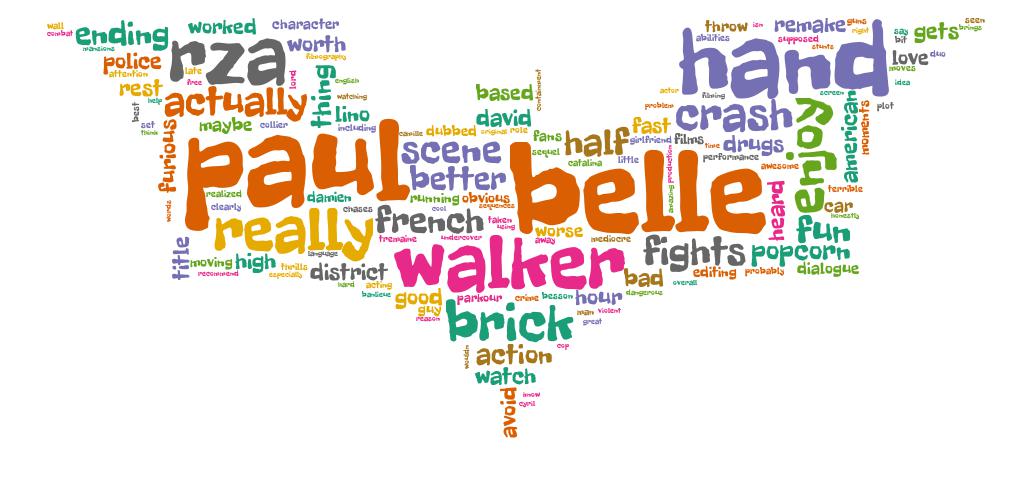 wall
combat
ending
mansions
worked
character
rza
worth
filmography
police
attention
late
free
lord
rest
help
actually
thing
english
watching
best
set
think
maybe
collier
lino
including
furious
words
paul
realized
clearly
damien
chases
really
language
title
moving
high
recommend
thrills
especially
district
hard
acting
banlieue
based
containment
david
camille
dubbed
original
role
scene
better
running
obvious
cool
sequences
french
taken
using
tremaine
undercover
away
walker
good
guy
reason
parkour
crime
besson
hour
man
violent
great
brick
cop
wouldn
action
watch
avoid
know
cyril
belle
fans
sequel
catalina
half
little
fast
girlfriend
films
problem
actor
filming
worse
mediocre
fights
bad
dangerous
overall
editing
probably
popcorn
dialogue
fun
car
honestly
terrible
heard
enjoy
american
moments
awesome
performance
drugs
time
production
amazing
crash
hand
abilities
throw
isn
remake
guns
right
supposed
stunts
screen
plot
idea
moves
love
duo
say
bit
gets
seen
brings